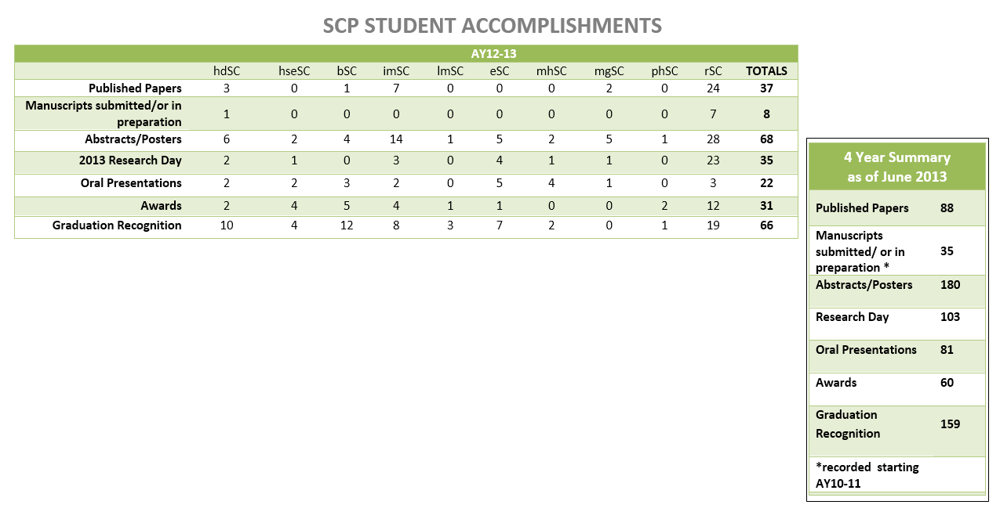 SCP STUDENT ACCOMPLISHMENTS
AY12-13
hdSC hseSC bSC imSC lmSC eSC mhSC mgSC phSC rSC TOTALS
Published Papers 3 0 1 7 0 0 0 2 0 24 37
Manuscripts submitted/or in
preparation 1 0 0 0 0 0 0 0 0 7 8
Abstracts/Posters 6 2 4 14 1 5 2 5 1 28 68
2013 Research Day 2 1 0 3 0 4 1 1 0 23 35
Oral Presentations 2 2 3 2 0 5 4 1 0 3 22
Awards 2 4 5 4 1 1 0 0 2 12 31
Graduation Recognition 10 4 12 8 3 7 2 0 1 19 66
4 Year Summary
as of June 2013
Published Papers 88
Manuscripts
submitted/ or in 35
preparation *
Abstracts/Posters 180
Research Day 103
Oral Presentations 81
Awards 60
Graduation 159
Recognition
*recorded starting
AY10-11